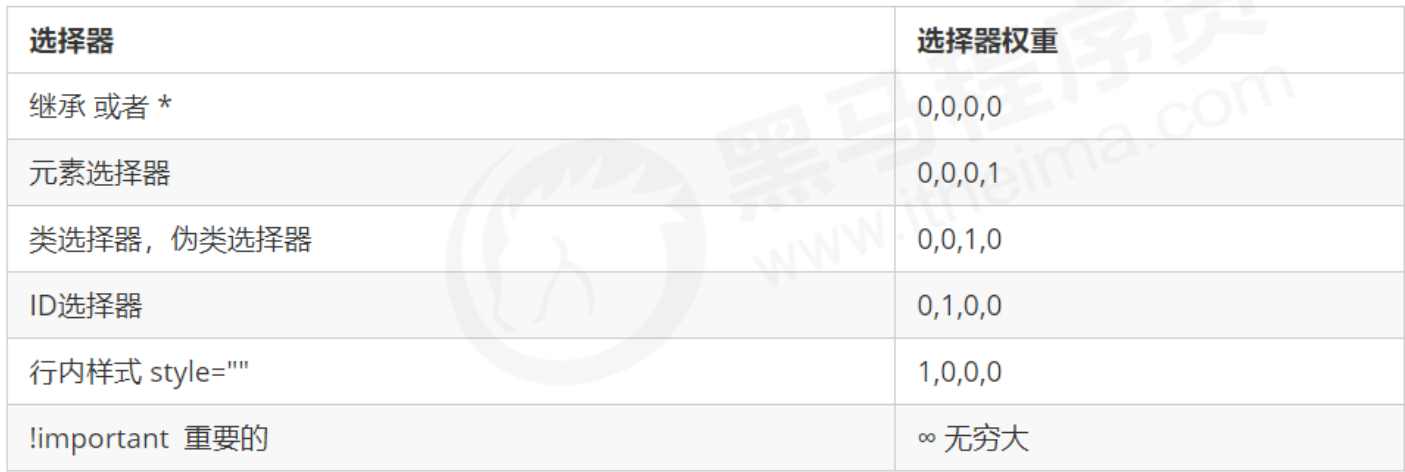 选择器 选择器权重
继承 或者 * 0,0,0,0
元素选择器 0,0,0,1
类选择器，伪类选择器 0,0,1,0
ID选择器 0,1,0,0
行内样式 style="" 1,0,0,0
!important 重要的 ∞ 无穷大
黑马程序员
www.itheima.com